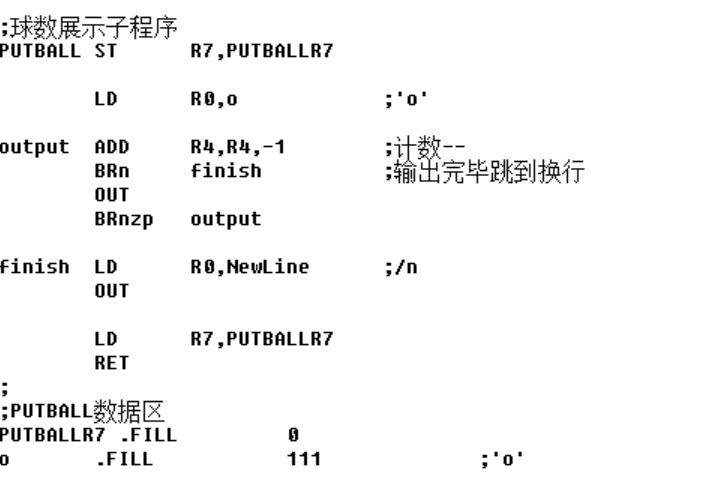 ;球数展示子程序
PUTBALL ST R7,PUTBALLR7
LD R0,o ;'o'
output ADD R4,R4,-1 ;计数--
BRn finish ;输出完毕跳到换行
OUT
BRnzp output
finish LD R0,NewLine ;/n
OUT
LD R7,PUTBALLR7
RET
;
;PUTBALL数据区
PUTBALLR7 .FILL 0
o .FILL 111 ;'o'